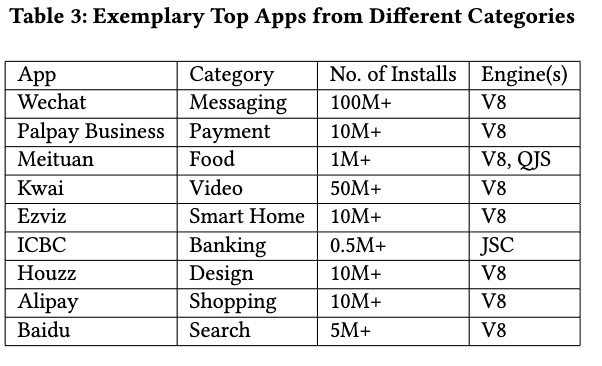 Table 3: Exemplary Top Apps from Different Categories
App Category No. of Installs Engine(s)
Wechat Messaging 100M+ V8
Palpay Business Payment 10M+ V8
Meituan Food 1M+ V8, QJS
Kwai Video 50M+ V8
Ezviz Smart Home 10M+ V8
ICBC Banking 0.5M+ JSC
Houzz Design 10M+ V8
Alipay Shopping 10M+ V8
Baidu Search 5M+ V8